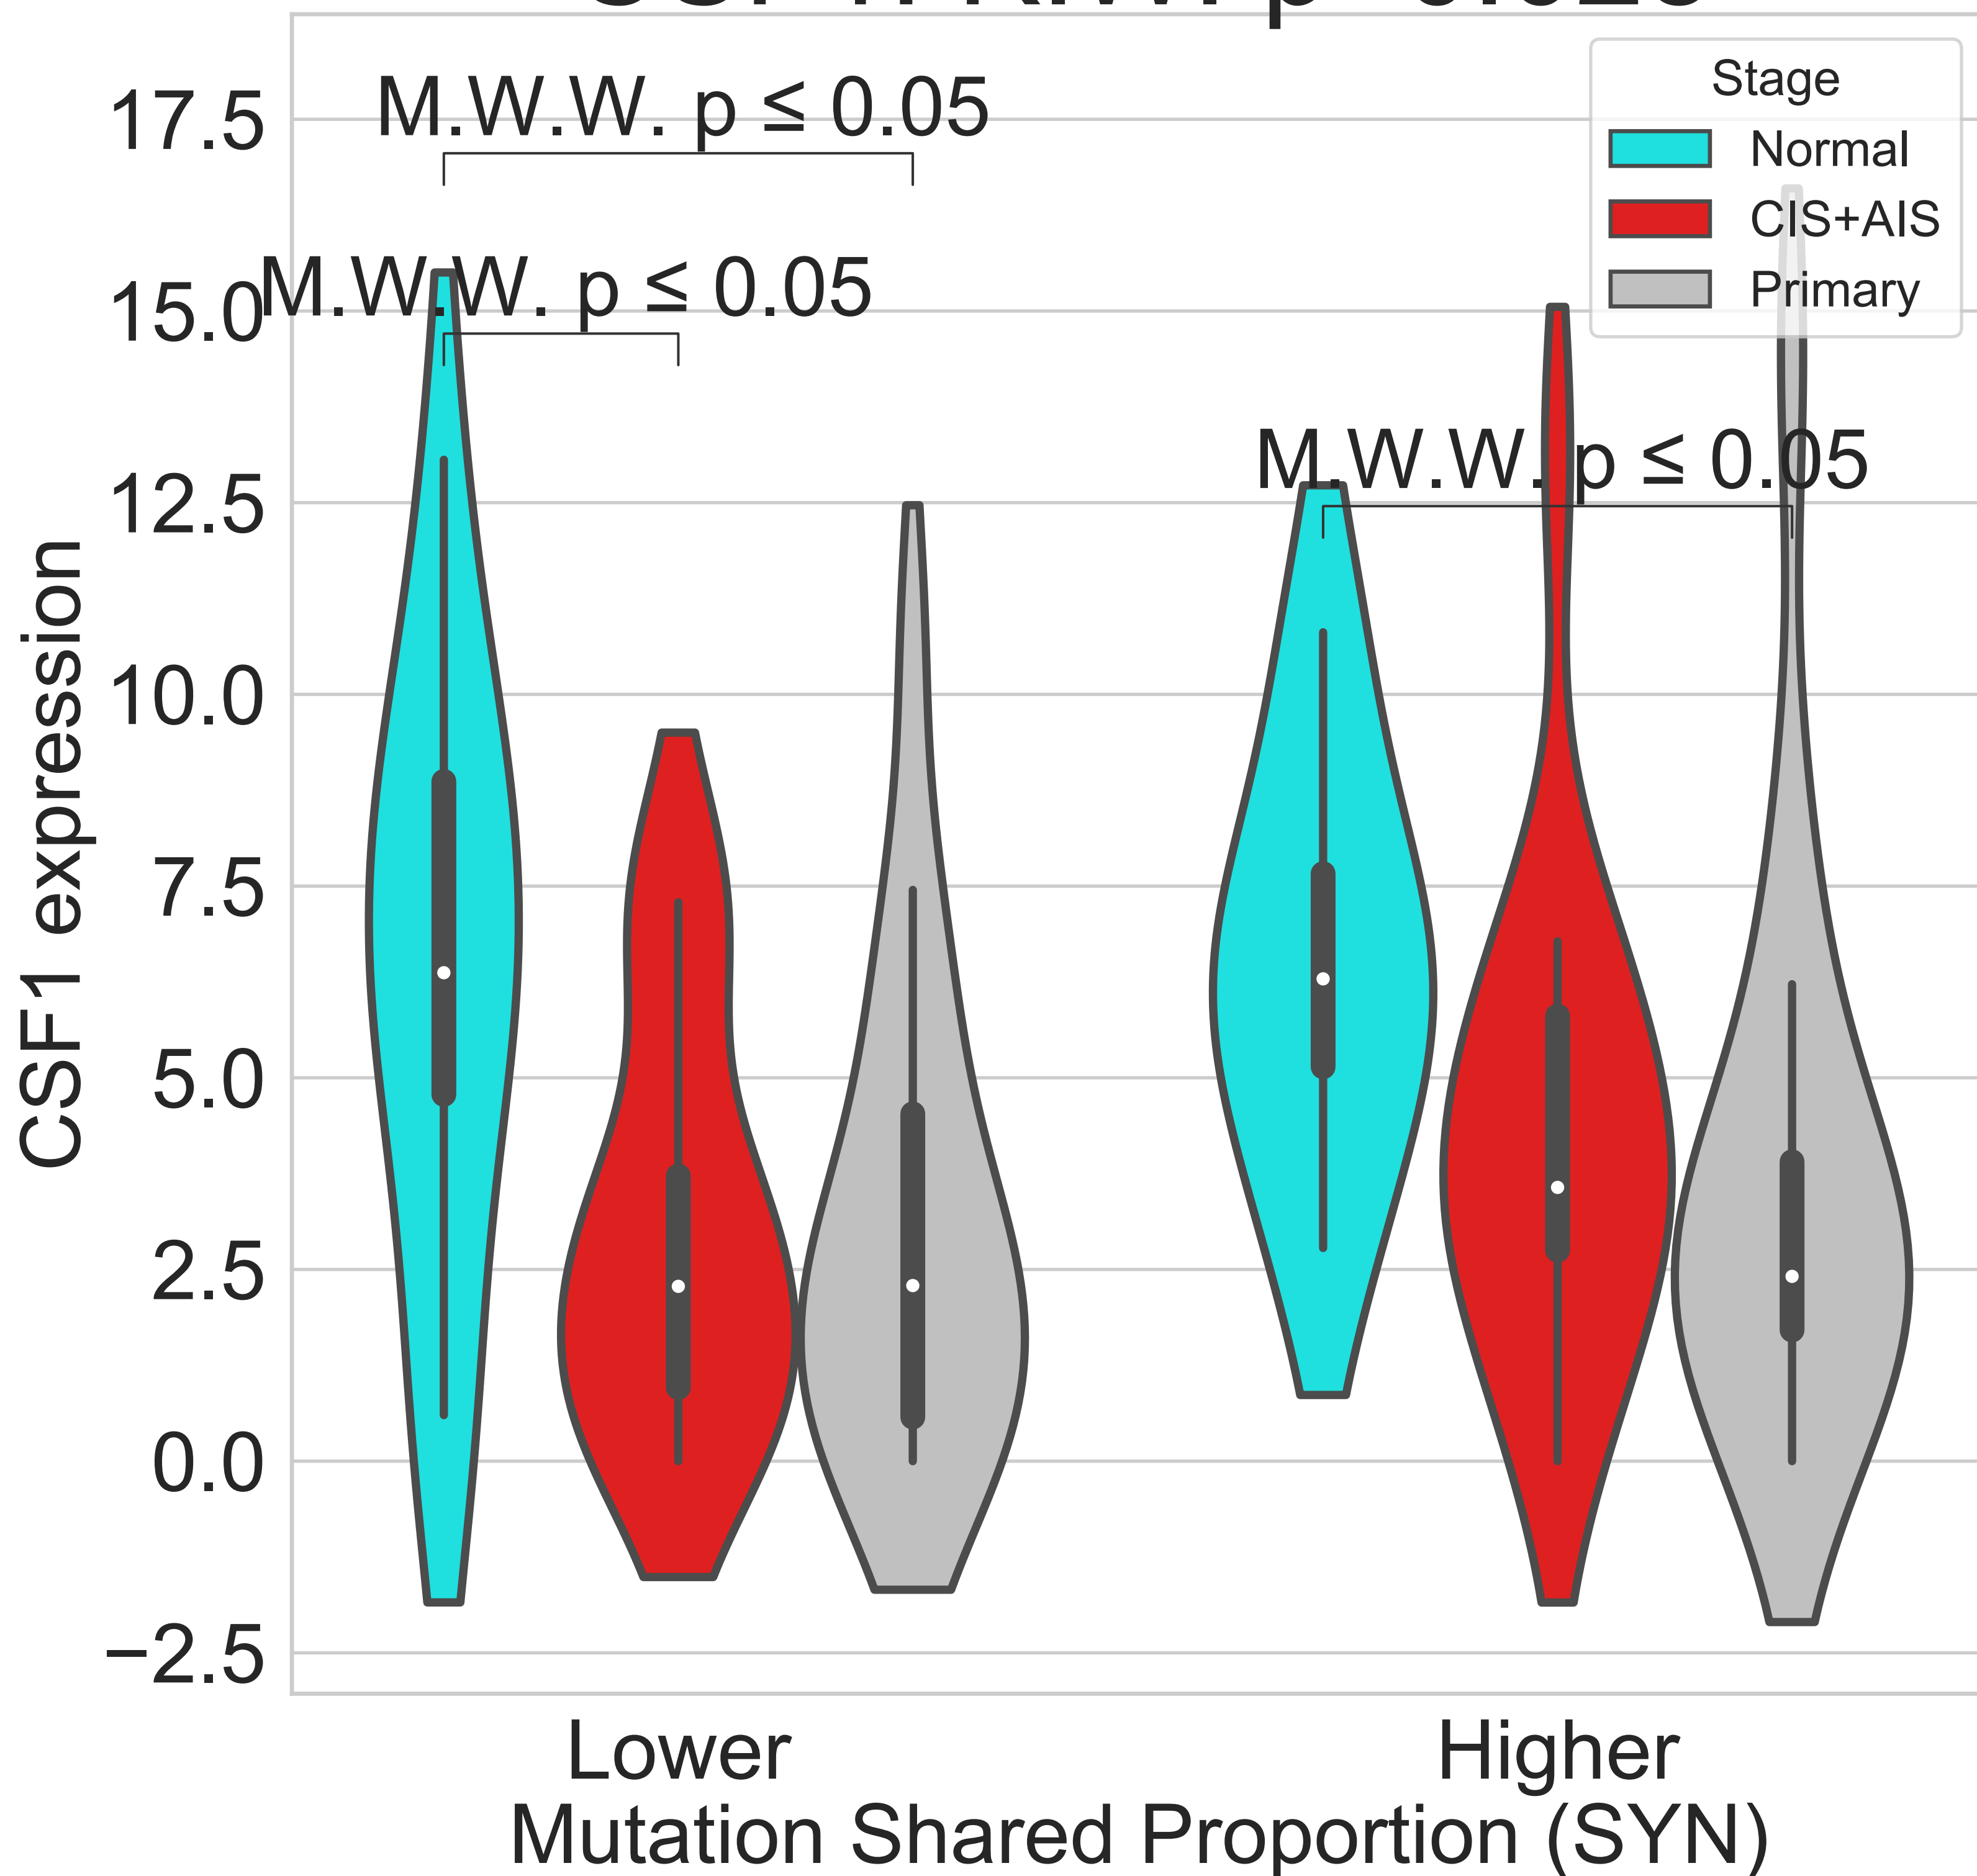 17.5
15.0
12.5
10.0
7.5
5.0
2.5
0.0
−2.5
CSF1 expression
M.W.W. p ≤ 0.05
M.W.W. p ≤ 0.05
M.W.W. p ≤ 0.05
Stage
Normal
CIS+AIS
Primary
Lower
Higher
Mutation Shared Proportion (SYN)